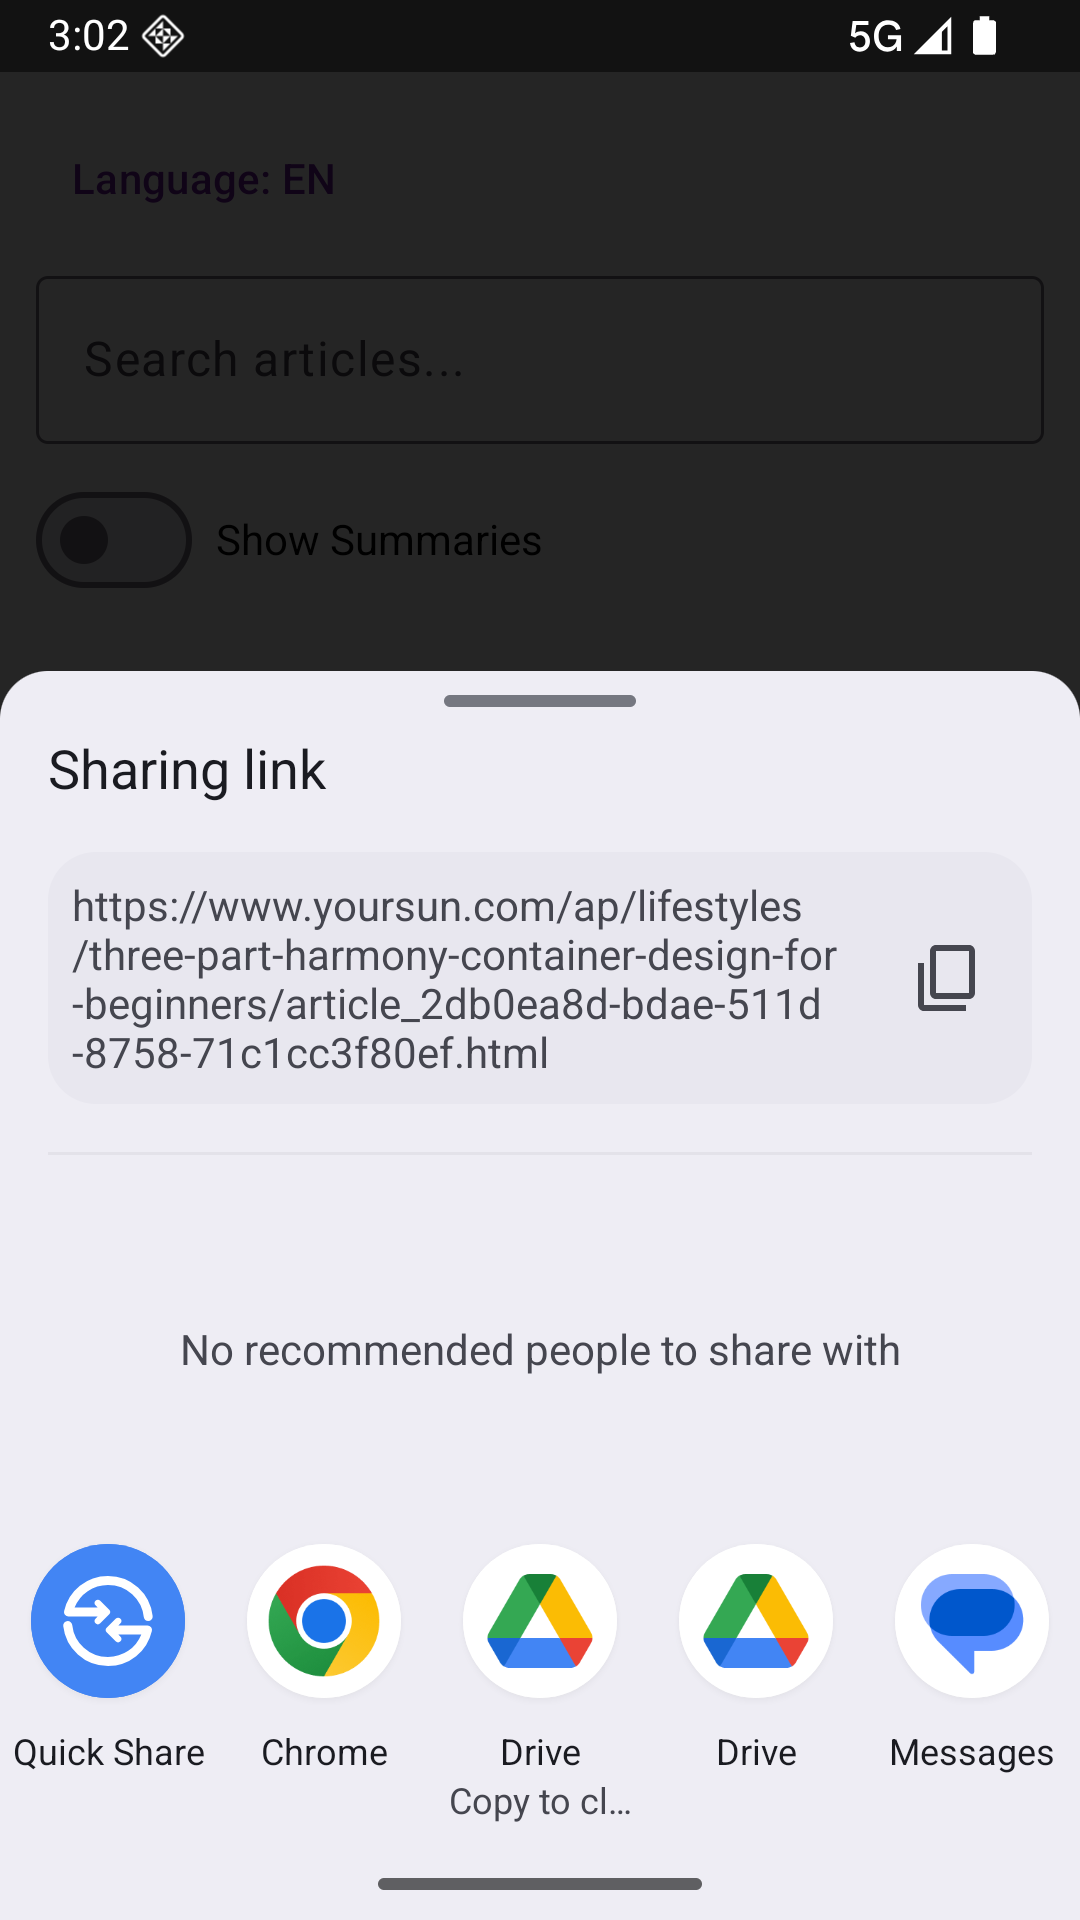 3:02
5G
Language: EN
Search articles...
Show Summaries
Sharing link
https://www.yoursun.com/ap/lifestyles
/three-part-harmony-container-design-for
-beginners/article_2db0ea8d-bdae-511d
-8758-71c1cc3f80ef.html
No recommended people to share with
Quick Share
Chrome
Drive
Copy to cl...
Drive
Messages